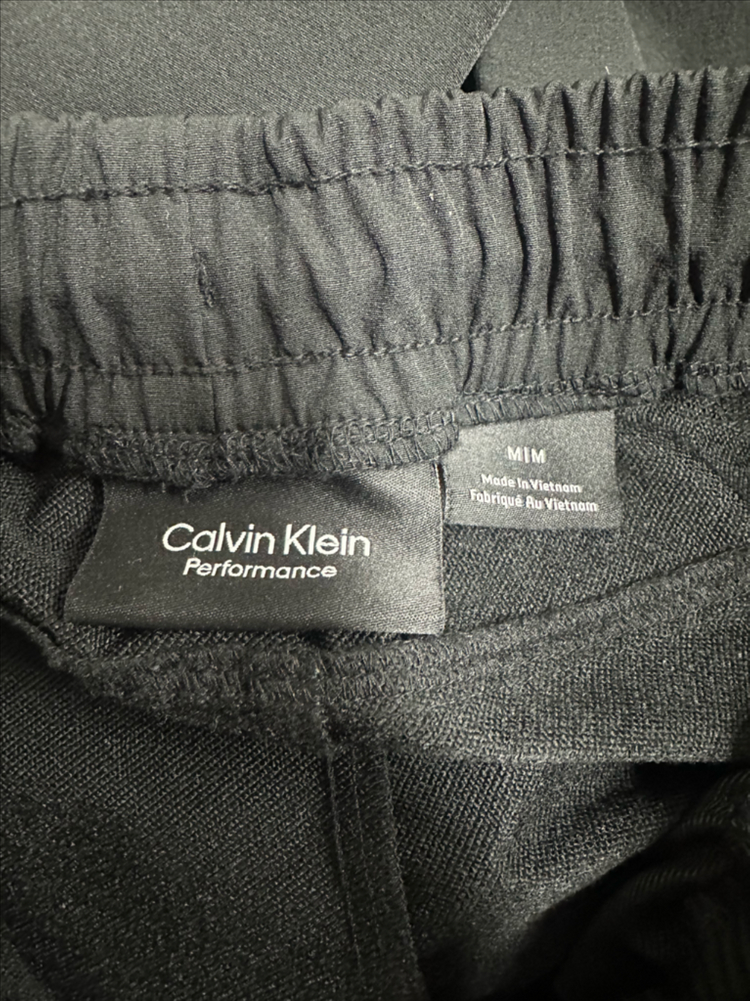 M|M
Made In Vietnam
Fabriqué Au Vietnam
Calvin Klein
Performance